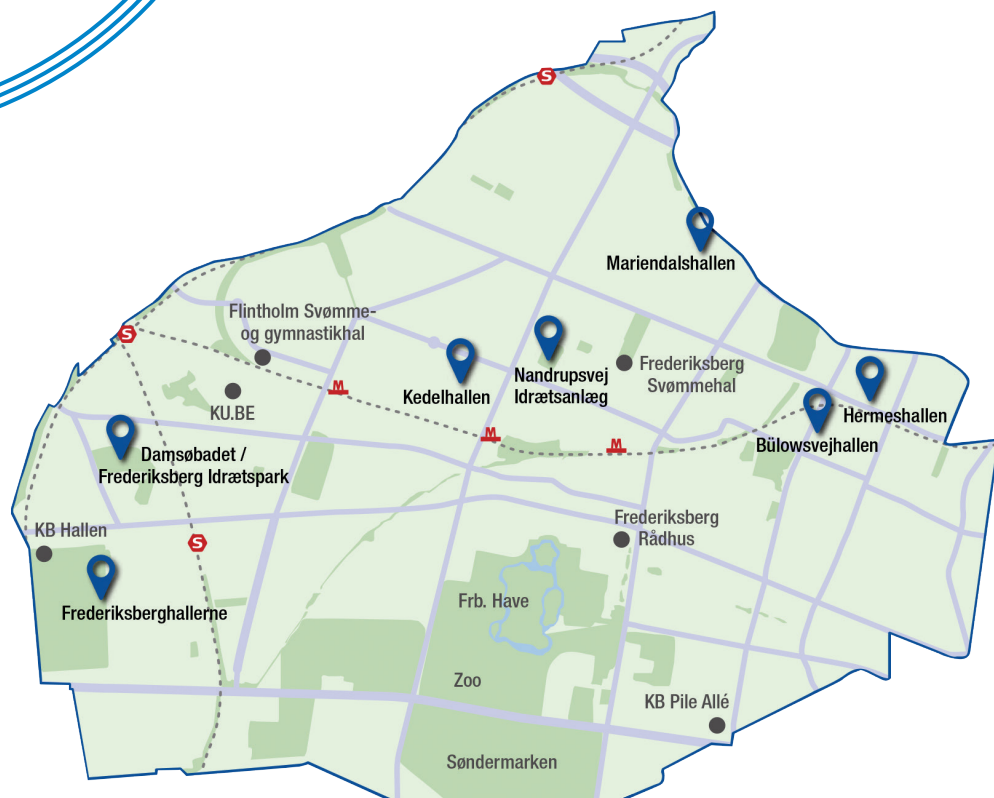 S
Mariendalshallen
Flintholm Svømme-
og gymnastikhal
S
Nandrupsvej
Idrætsanlæg
Frederiksberg
Svømmehal
Kedelhallen
M
KU.BE
Hermeshallen
Bülowsvejhallen
M
M
Damsøbadet /
Frederiksberg Idrætspark
KB Hallen
S
Frederiksberg
Rådhus
Frederiksberghallerne
Frb. Have
Zoo
KB Pile Allé
Søndermarken